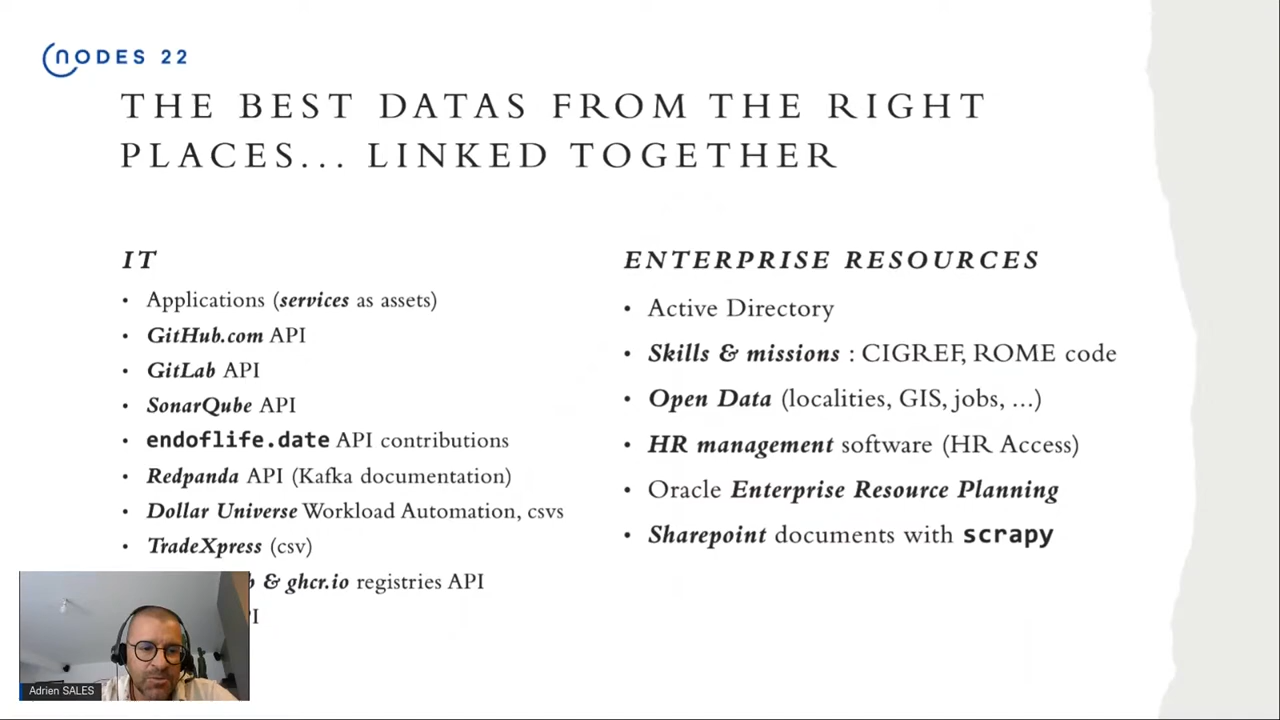 NODES 22
THE BEST DATAS FROM THE RIGHT
PLACES... LINKED TOGETHER
IT
• Applications (services as assets)
• GitHub.com API
• GitLab API
• SonarQube API
• endoflife.date API contributions
• Redpanda API (Kafka documentation)
• Dollar Universe Workload Automation, csvs
• TradeXpress (csv)
& ghcr.io registries API
ENTERPRISE RESOURCES
• Active Directory
• Skills & missions : CIGREF, ROME code
• Open Data (localities, GIS, jobs, …)
• HR management software (HR Access)
• Oracle Enterprise Resource Planning
• Sharepoint documents with scrapy
Adrien SALES